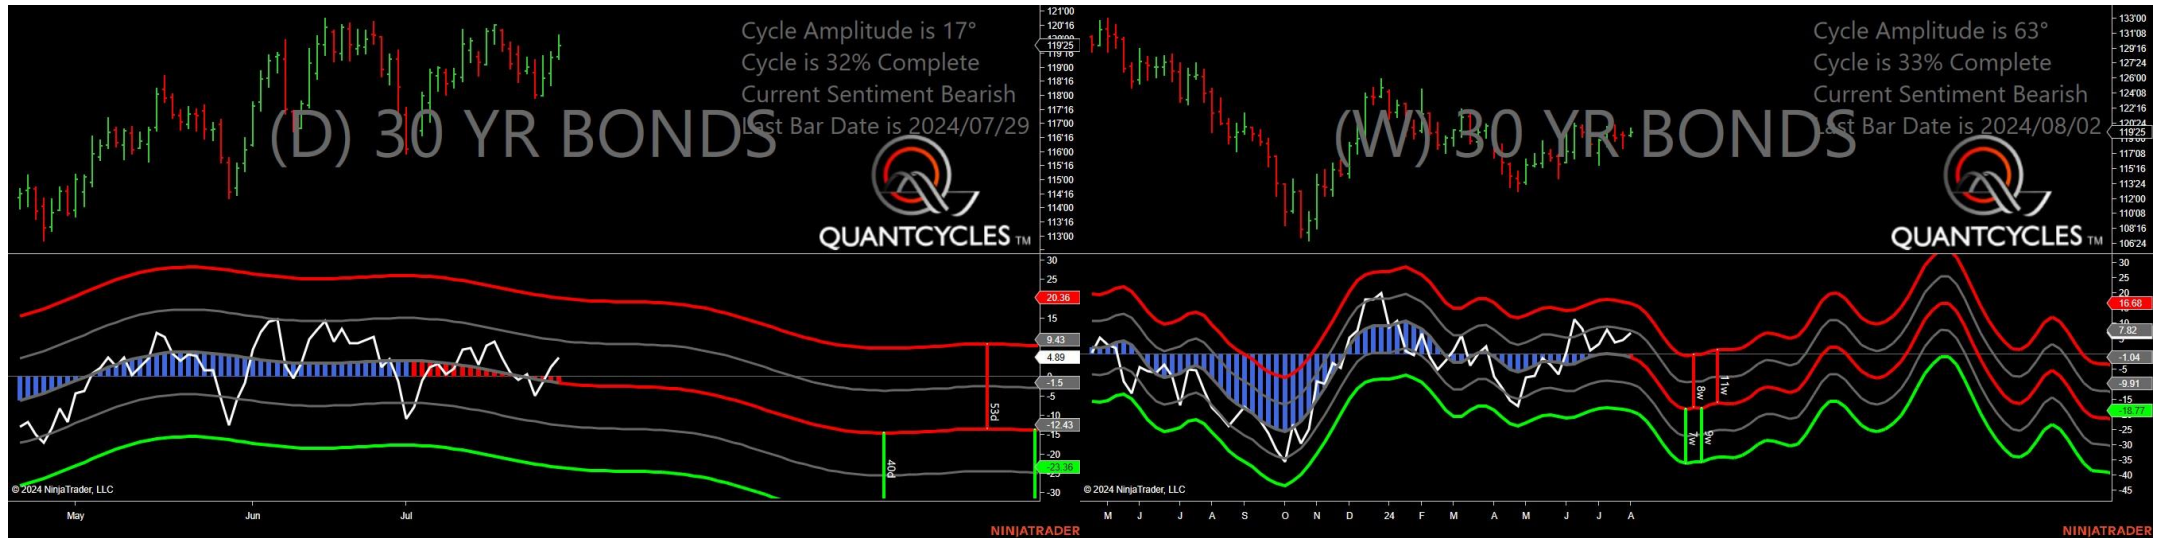 Cycle Amplitude is 17°
Cycle is 32% Complete
Current Sentiment Bearish
Last Bar Date is 2024/07/29
(D) 30 YR BONDS
QUANTCYCLES TM
121'00
120'16
119'25
119'16
119'00
118'16
118'00
117'16
117'00
116'16
116'00
115'16
115'00
114'16
114'00
113'16
113'00
30
25
20.36
15
9.43
4.89
-1.5
-5
-10
-12.43
-15
-20
-23.36
-30
53d
40d
© 2024 NinjaTrader, LLC
May Jun Jul
NINJATRADER
Cycle Amplitude is 63°
Cycle is 33% Complete
Current Sentiment Bearish
Last Bar Date is 2024/08/02
(W) 30 YR BONDS
QUANTCYCLES TM
133'00
131'08
129'16
127'24
126'00
124'08
122'16
120'24
119'25
117'08
115'16
113'24
112'00
110'08
108'16
106'24
30
25
20
16.68
7.82
-1.04
-5
-9.91
-18.77
-25
-30
-35
-40
-45
8w
11w
7w
9w
© 2024 NinjaTrader, LLC
M J J A S O N D 24 F M A M J J A
NINJATRADER